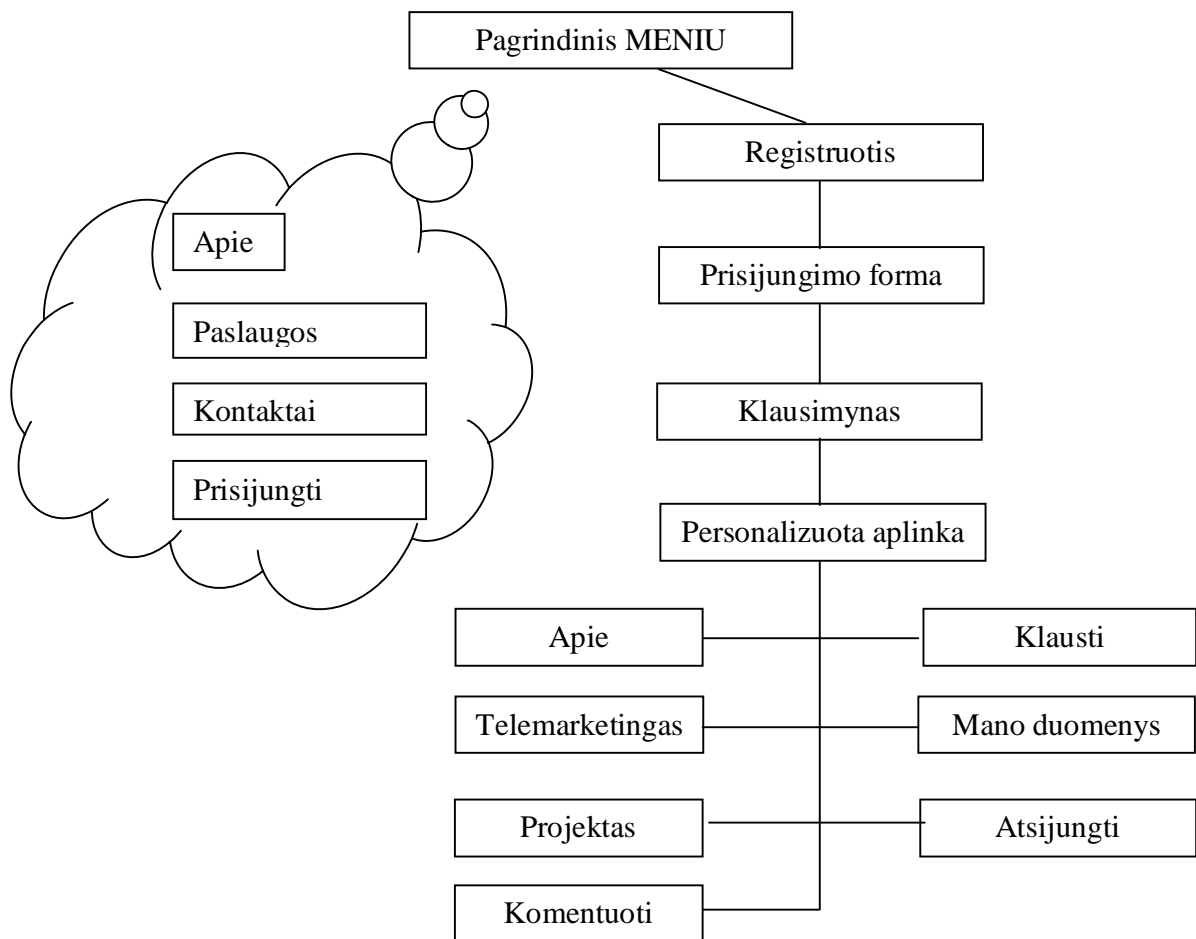 Pagrindinis MENIU
Registruotis
Apie
Prisijungimo forma
Paslaugos
Kontaktai
Klausimynas
Prisijungti
Personalizuota aplinka
Apie
Klausti
Telemarketingas
Mano duomenys
Projektas
Atsijungti
Komentuoti